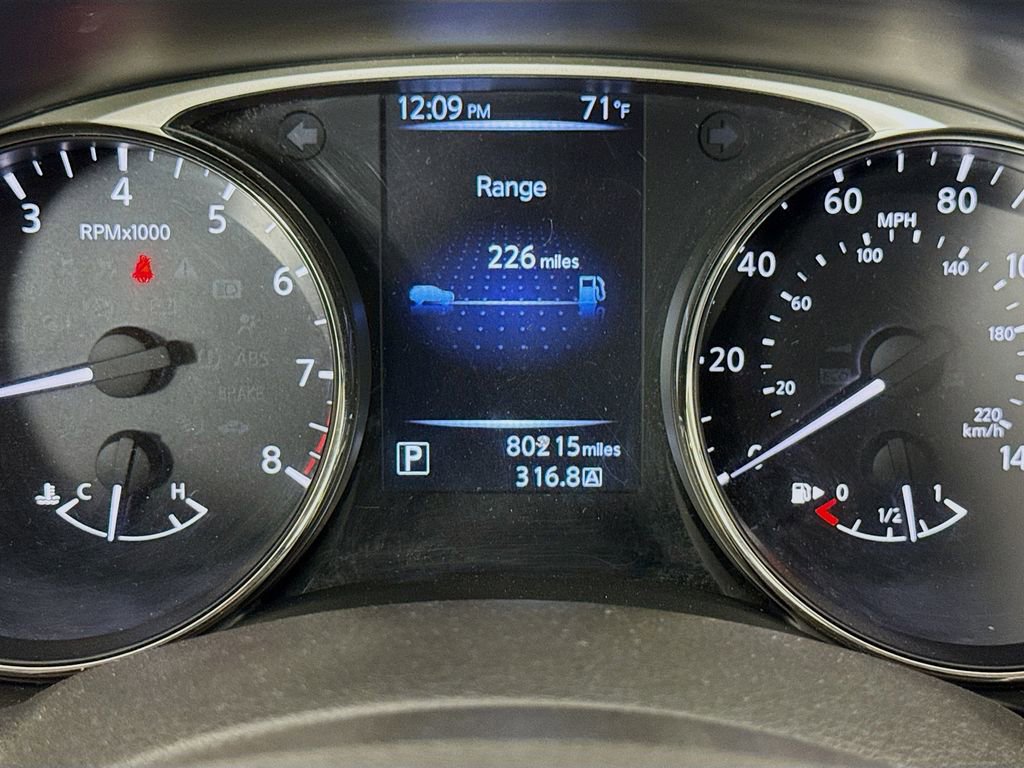 12:09 PM 71°F
Range
226 miles
P
80215 miles
316.8 A
3 4 5 6 7 8
RPMx1000
ABS
BRAKE
C H
20 40 60 80
MPH
20 60 100 140 180 220
km/h
0 1/2 1